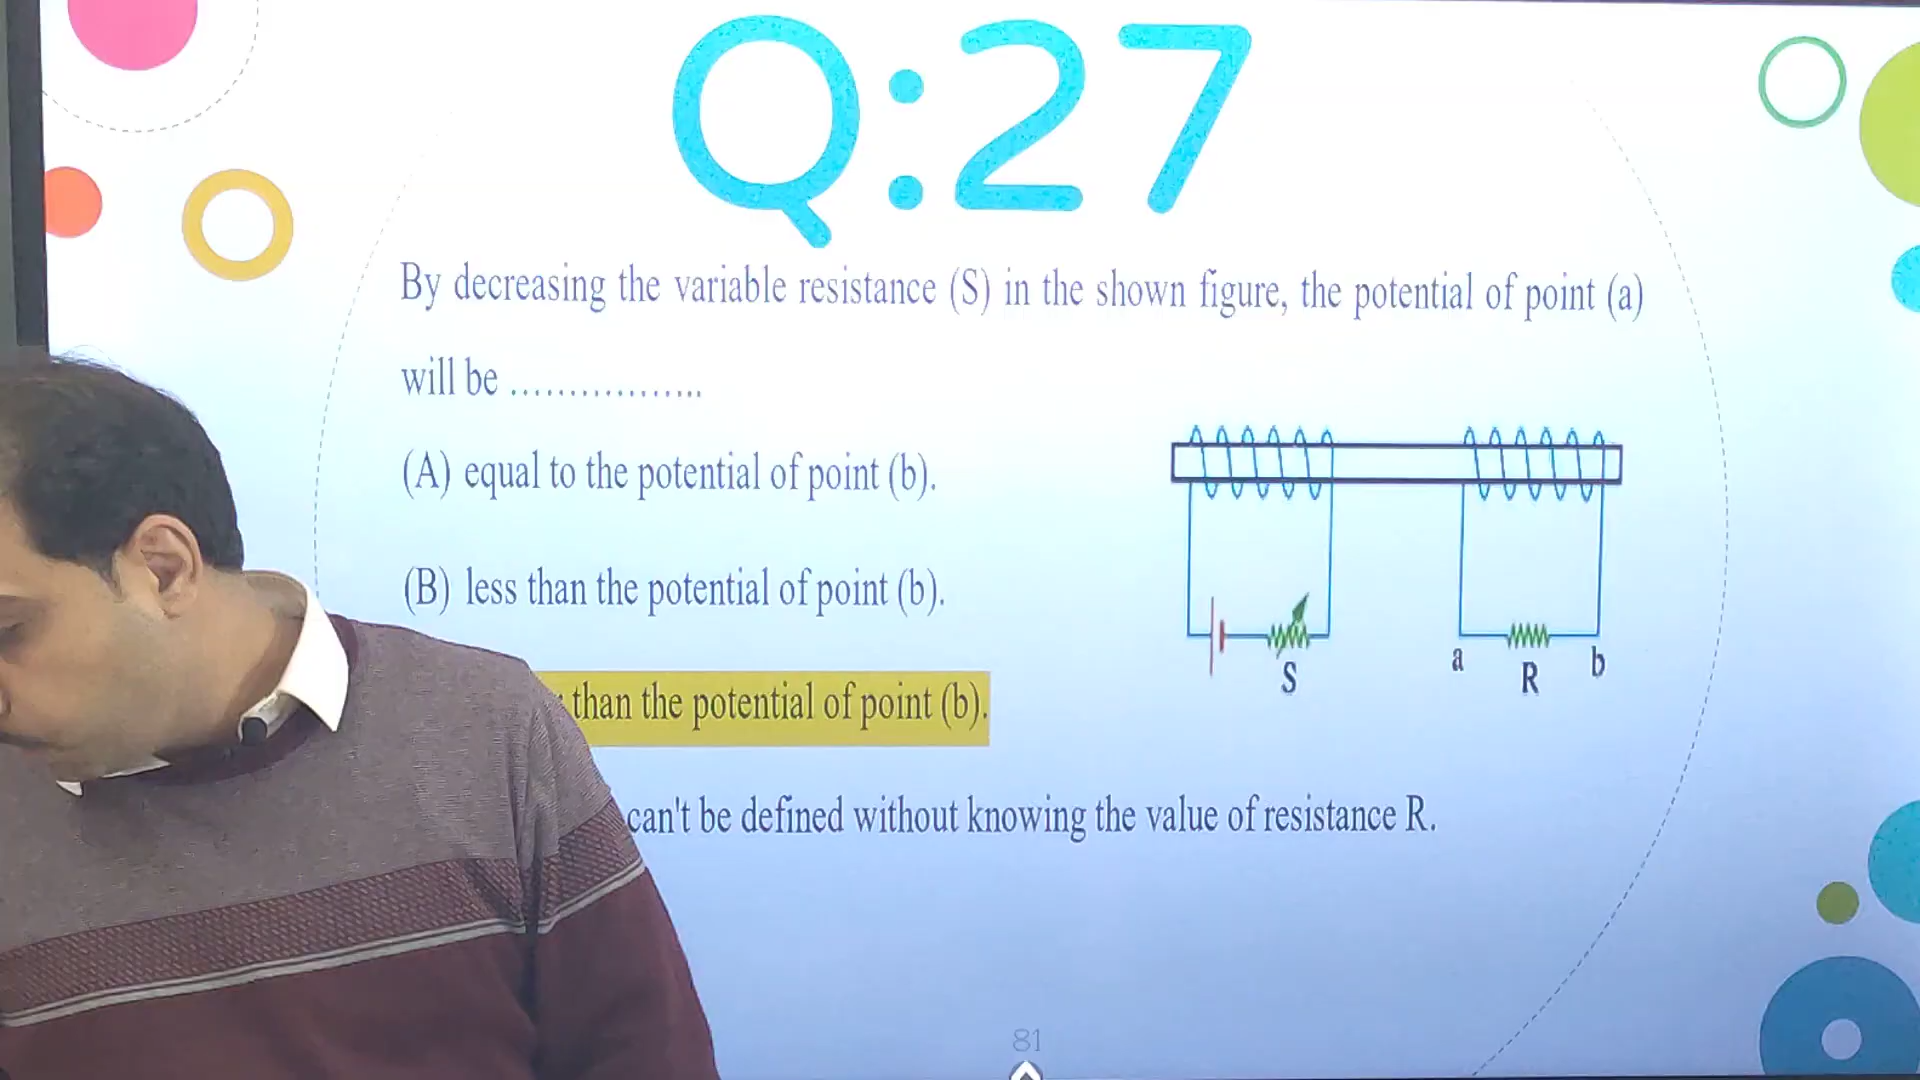 Q:27
By decreasing the variable resistance (S) in the shown figure, the potential of point (a)
will be .................
(A) equal to the potential of point (b).
(B) less than the potential of point (b).
than the potential of point (b).
can't be defined without knowing the value of resistance R.
S
a
R
b
81